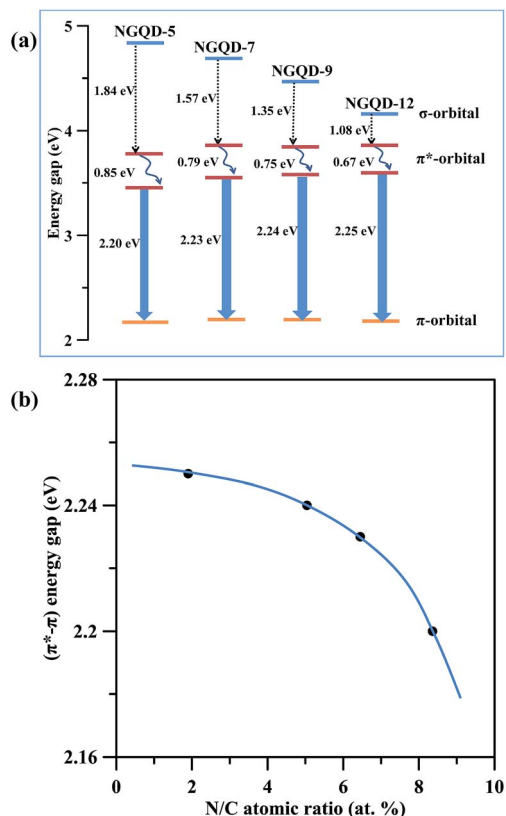 (a)
5
4
3
2
Energy gap (eV)
NGQD-5
NGQD-7
NGQD-9
NGQD-12
σ-orbital
1.84 eV
1.57 eV
1.35 eV
1.08 eV
π*-orbital
0.85 eV
0.79 eV
0.75 eV
0.67 eV
2.20 eV
2.23 eV
2.24 eV
2.25 eV
π-orbital
(b)
2.28
2.24
2.2
2.16
(π*-π) energy gap (eV)
0 2 4 6 8 10
N/C atomic ratio (at. %)